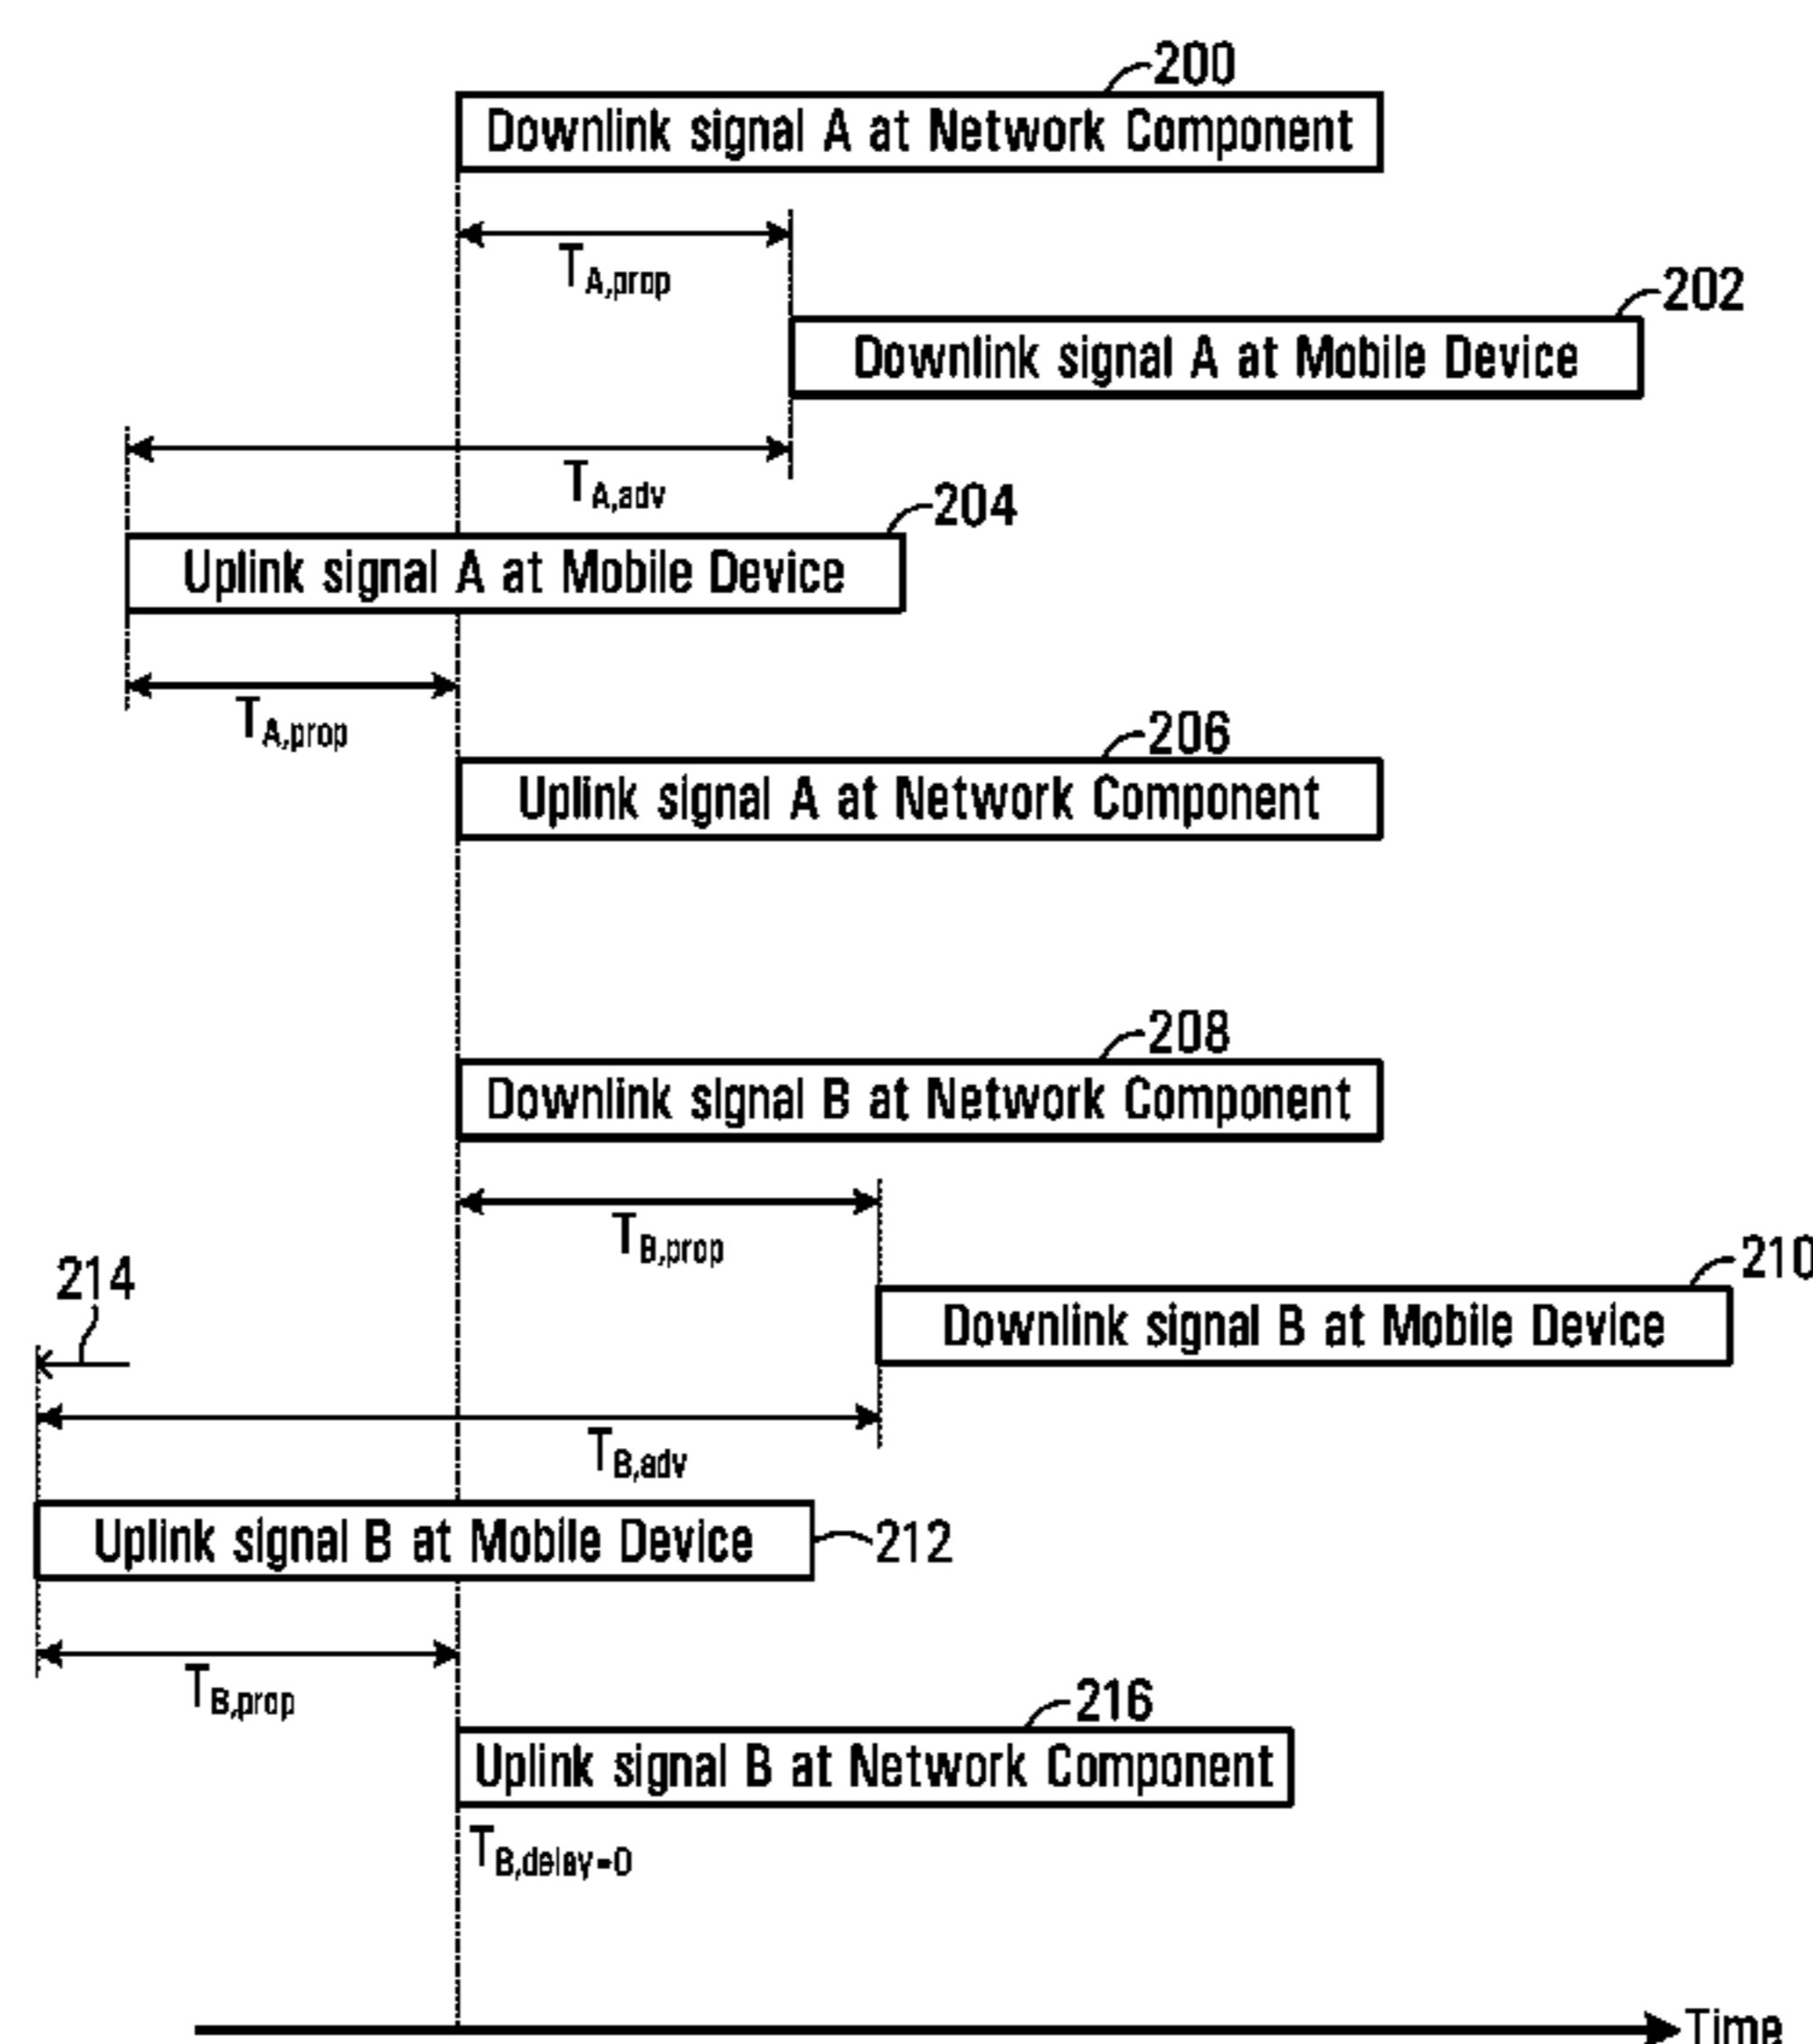 200
Downlink signal A at Network Component
TA,prop
202
Downlink signal A at Mobile Device
TA,adv
204
Uplink signal A at Mobile Device
TA,prop
206
Uplink signal A at Network Component
208
Downlink signal B at Network Component
TB,prop
214
210
Downlink signal B at Mobile Device
TB,adv
Uplink signal B at Mobile Device
212
TB,prop
216
Uplink signal B at Network Component
TB,delay=0
Time